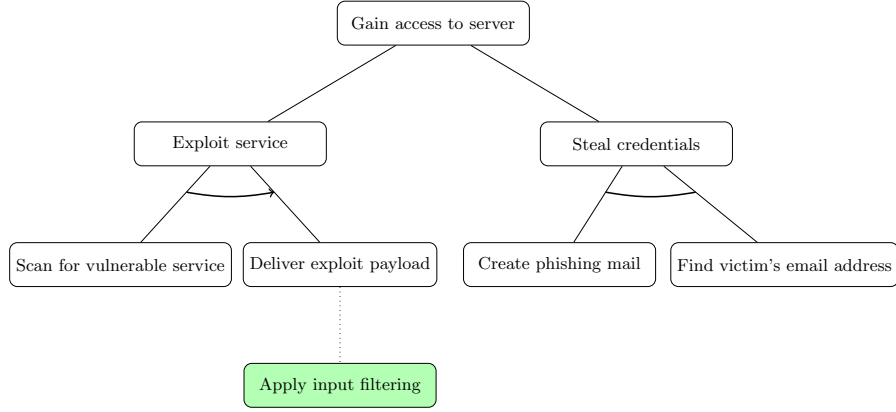 Gain access to server
Exploit service
Steal credentials
Scan for vulnerable service
Deliver exploit payload
Create phishing mail
Find victim's email address
Apply input filtering